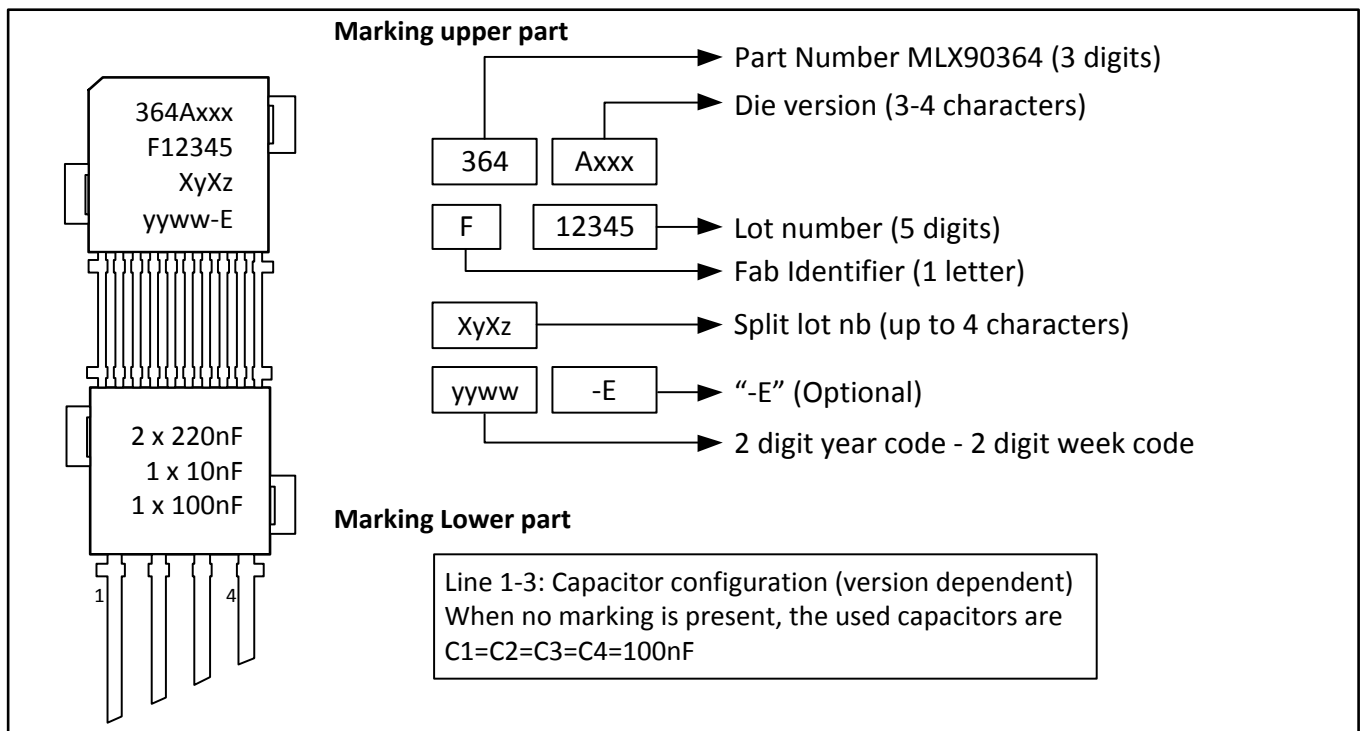 Marking upper part
364Axxx
F12345
XyXz
yyww-E
2 x 220nF
1 x 10nF
1 x 100nF
1 4
Part Number MLX90364 (3 digits)
Die version (3-4 characters)
364 Axxx
F 12345 Lot number (5 digits)
Fab Identifier (1 letter)
XyXz Split lot nb (up to 4 characters)
yyww -E “-E” (Optional)
2 digit year code - 2 digit week code
Marking Lower part
Line 1-3: Capacitor configuration (version dependent)
When no marking is present, the used capacitors are
C1=C2=C3=C4=100nF